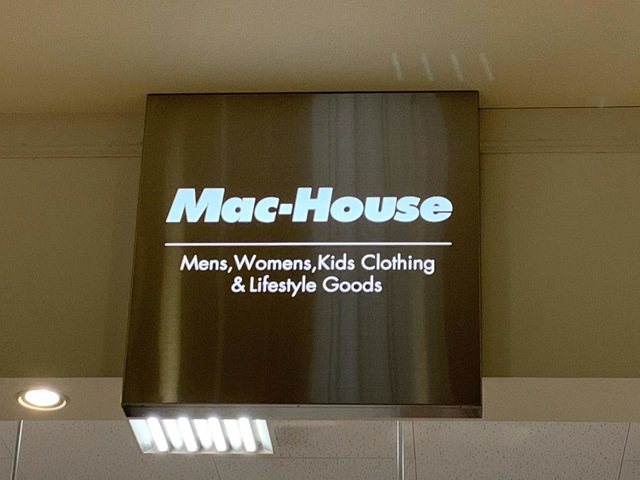 Mac-House
Mens,Womens,Kids Clothing
& Lifestyle Goods